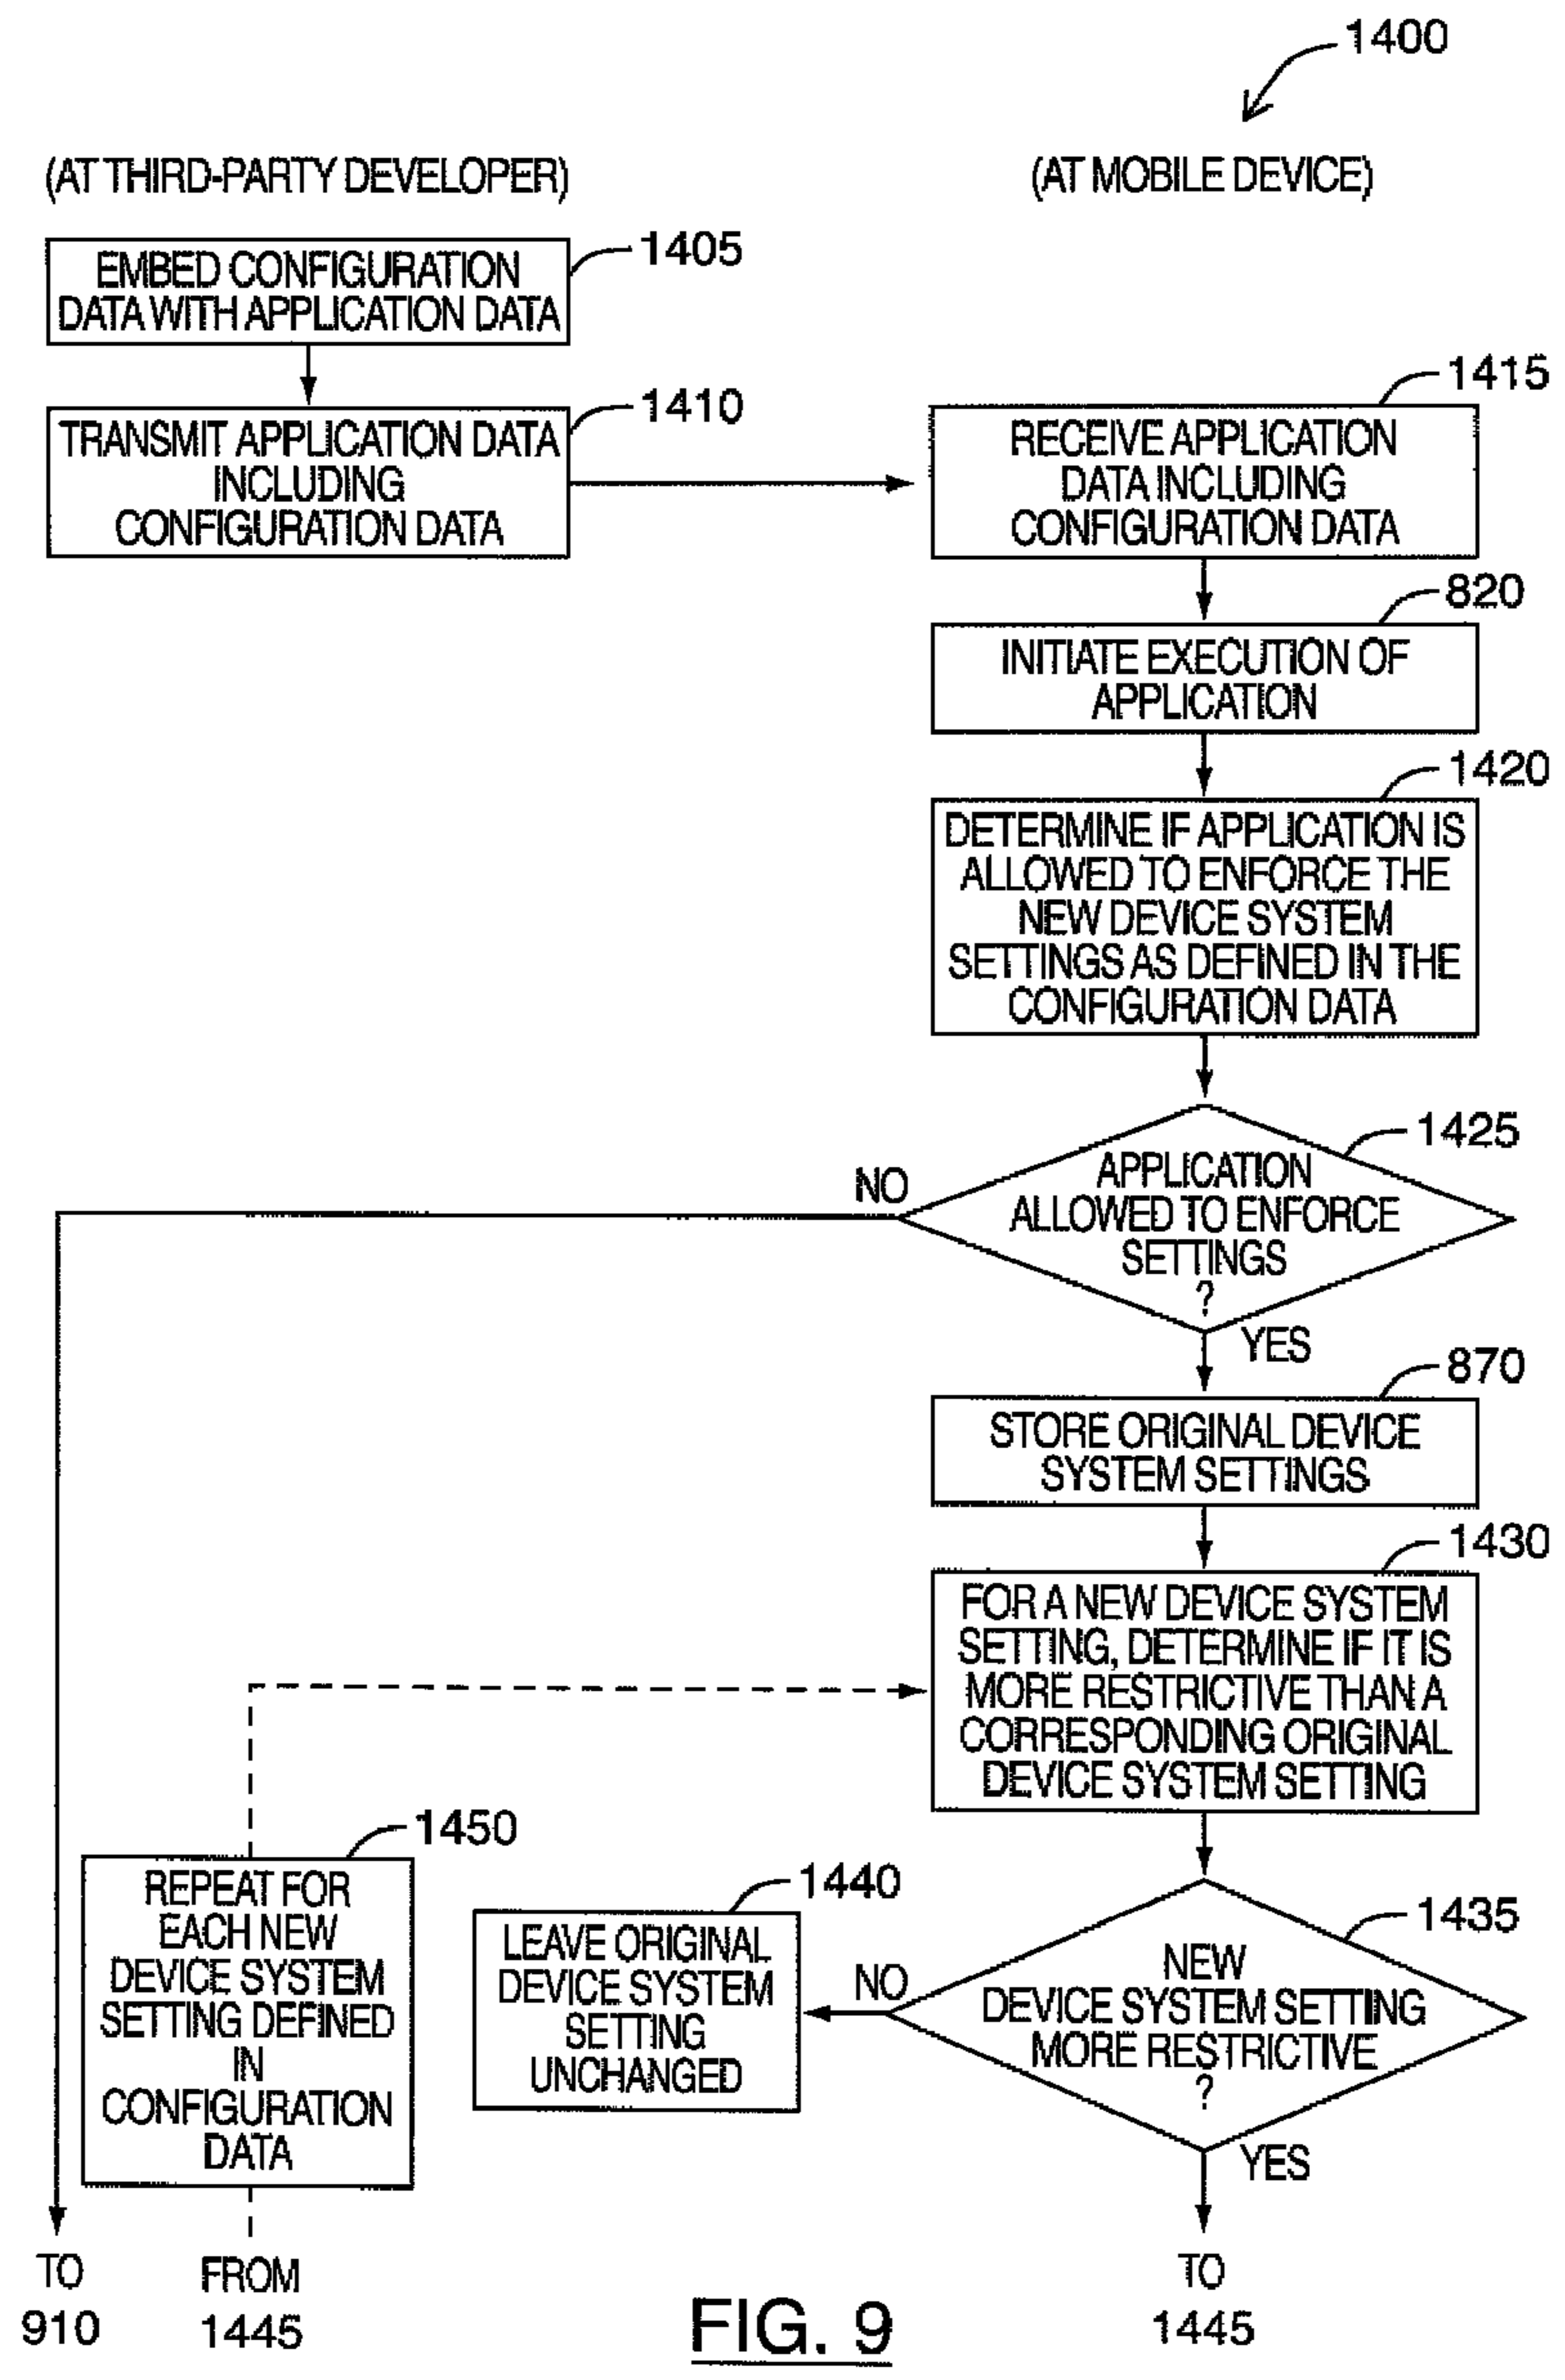 1400
(AT THIRD-PARTY DEVELOPER)
(AT MOBILE DEVICE)
1405
EMBED CONFIGURATION
DATA WITH APPLICATION DATA
1410
TRANSMIT APPLICATION DATA
INCLUDING
CONFIGURATION DATA
1415
RECEIVE APPLICATION
DATA INCLUDING
CONFIGURATION DATA
820
INITIATE EXECUTION OF
APPLICATION
1420
DETERMINE IF APPLICATION IS
ALLOWED TO ENFORCE THE
NEW DEVICE SYSTEM
SETTINGS AS DEFINED IN THE
CONFIGURATION DATA
1425
APPLICATION
ALLOWED TO ENFORCE
SETTINGS
?
NO
YES
870
STORE ORIGINAL DEVICE
SYSTEM SETTINGS
1430
FOR A NEW DEVICE SYSTEM
SETTING, DETERMINE IF IT IS
MORE RESTRICTIVE THAN A
CORRESPONDING ORIGINAL
DEVICE SYSTEM SETTING
1450
REPEAT FOR
EACH NEW
DEVICE SYSTEM
SETTING DEFINED
IN
CONFIGURATION
DATA
1440
LEAVE ORIGINAL
DEVICE SYSTEM
SETTING
UNCHANGED
NO
1435
NEW
DEVICE SYSTEM SETTING
MORE RESTRICTIVE
?
YES
TO
910
FROM
1445
TO
1445
FIG. 9